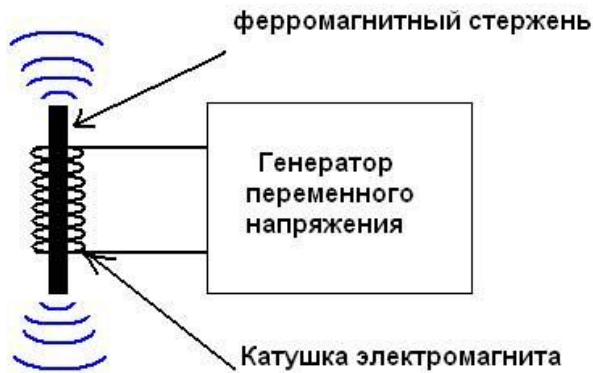 ферромагнитный стержень
Генератор
переменного
напряжения
Катушка электромагнита